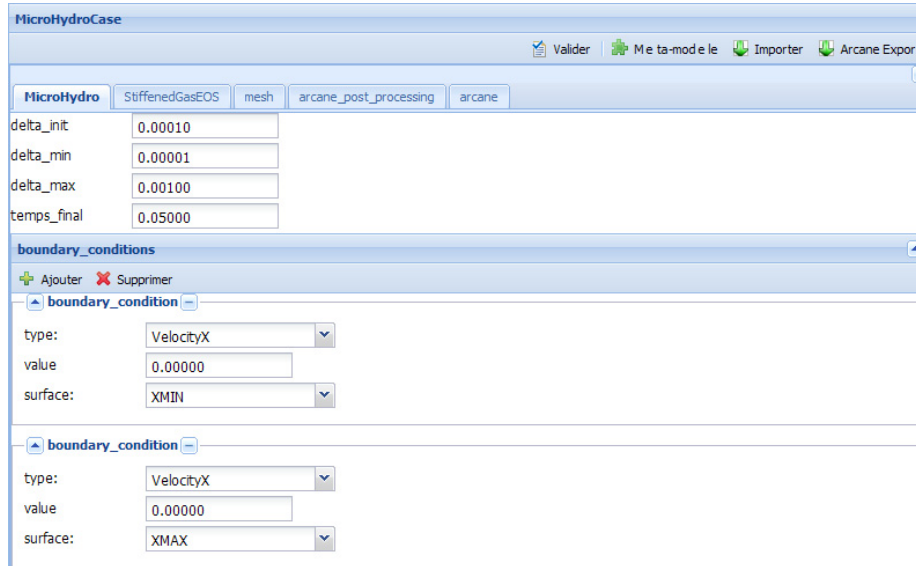 MicroHydroCase
Valider Me ta-mod e le Importer Arcane Expor
MicroHydro StiffenedGasEOS mesh arcane_post_processing arcane
delta_init 0.00010
delta_min 0.00001
delta_max 0.00100
temps_final 0.05000
boundary_conditions
Ajouter Supprimer
boundary_condition
type: VelocityX
value 0.00000
surface: XMIN
boundary_condition
type: VelocityX
value 0.00000
surface: XMAX